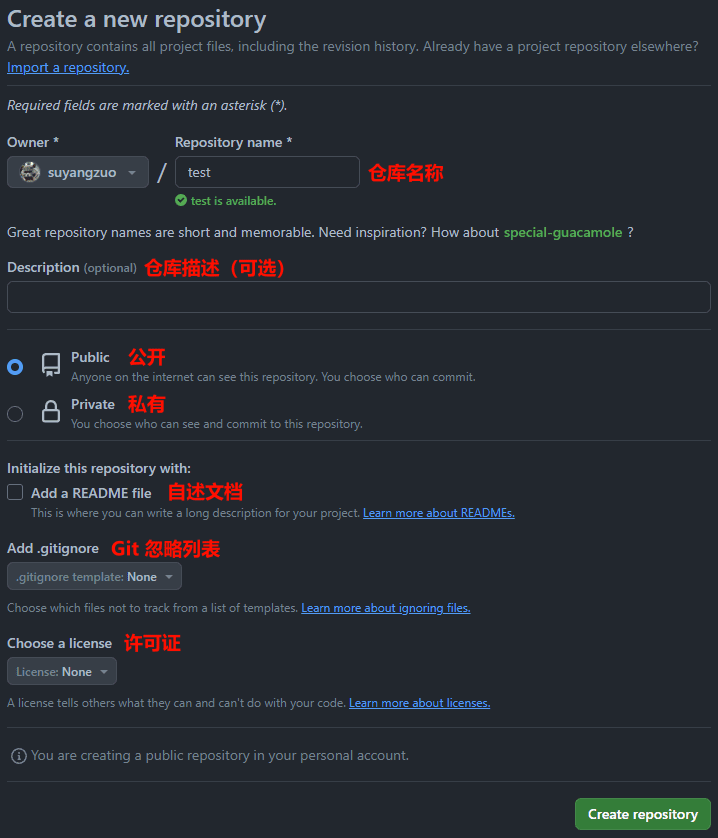 Create a new repository
A repository contains all project files, including the revision history. Already have a project repository elsewhere?
Import a repository.
Required fields are marked with an asterisk (*).
Owner * Repository name *
suyangzuo / test 仓库名称
test is available.
Great repository names are short and memorable. Need inspiration? How about special-guacamole ?
Description (optional) 仓库描述（可选）
Public 公开
Anyone on the internet can see this repository. You choose who can commit.
Private 私有
You choose who can see and commit to this repository.
Initialize this repository with:
Add a README file 自述文档
This is where you can write a long description for your project. Learn more about READMEs.
Add .gitignore Git 忽略列表
.gitignore template: None
Choose which files not to track from a list of templates. Learn more about ignoring files.
Choose a license 许可证
License: None
A license tells others what they can and can't do with your code. Learn more about licenses.
You are creating a public repository in your personal account.
Create repository